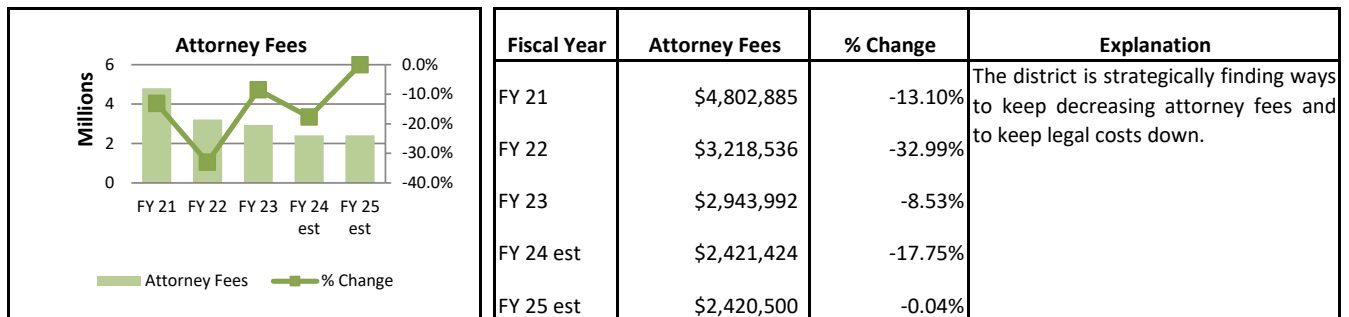 Attorney Fees
Millions
6
4
2
0
0.0%
-10.0%
-20.0%
-30.0%
-40.0%
FY 21 FY 22 FY 23 FY 24 FY 25
est est
Attorney Fees % Change
Fiscal Year Attorney Fees % Change Explanation
FY 21 $4,802,885 -13.10%
FY 22 $3,218,536 -32.99%
FY 23 $2,943,992 -8.53%
FY 24 est $2,421,424 -17.75%
FY 25 est $2,420,500 -0.04%
The district is strategically finding ways
to keep decreasing attorney fees and
to keep legal costs down.